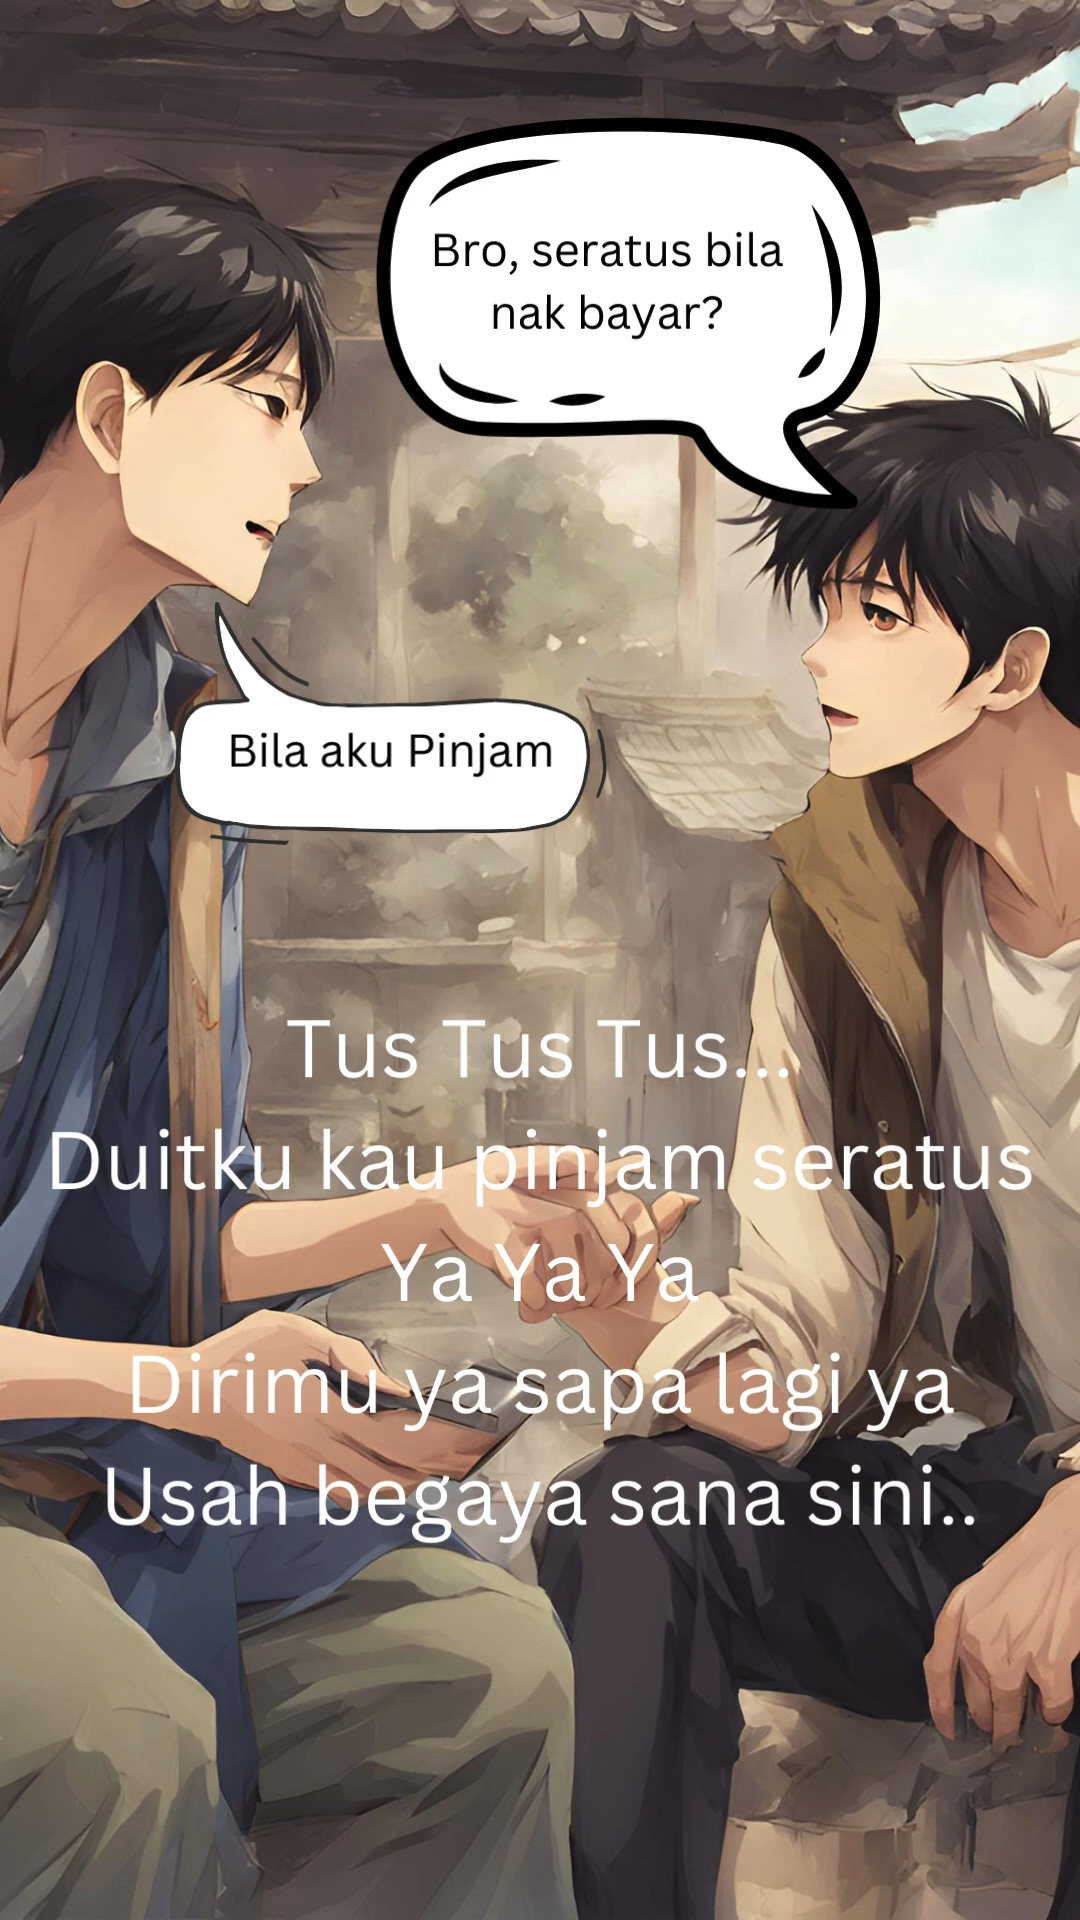 Bro, seratus bila
nak bayar?
Bila aku Pinjam
Tus Tus Tus...
Duitku kau pinjam seratus
Ya Ya Ya
Dirimu ya sapa lagi ya
Usah begaya sana sini..